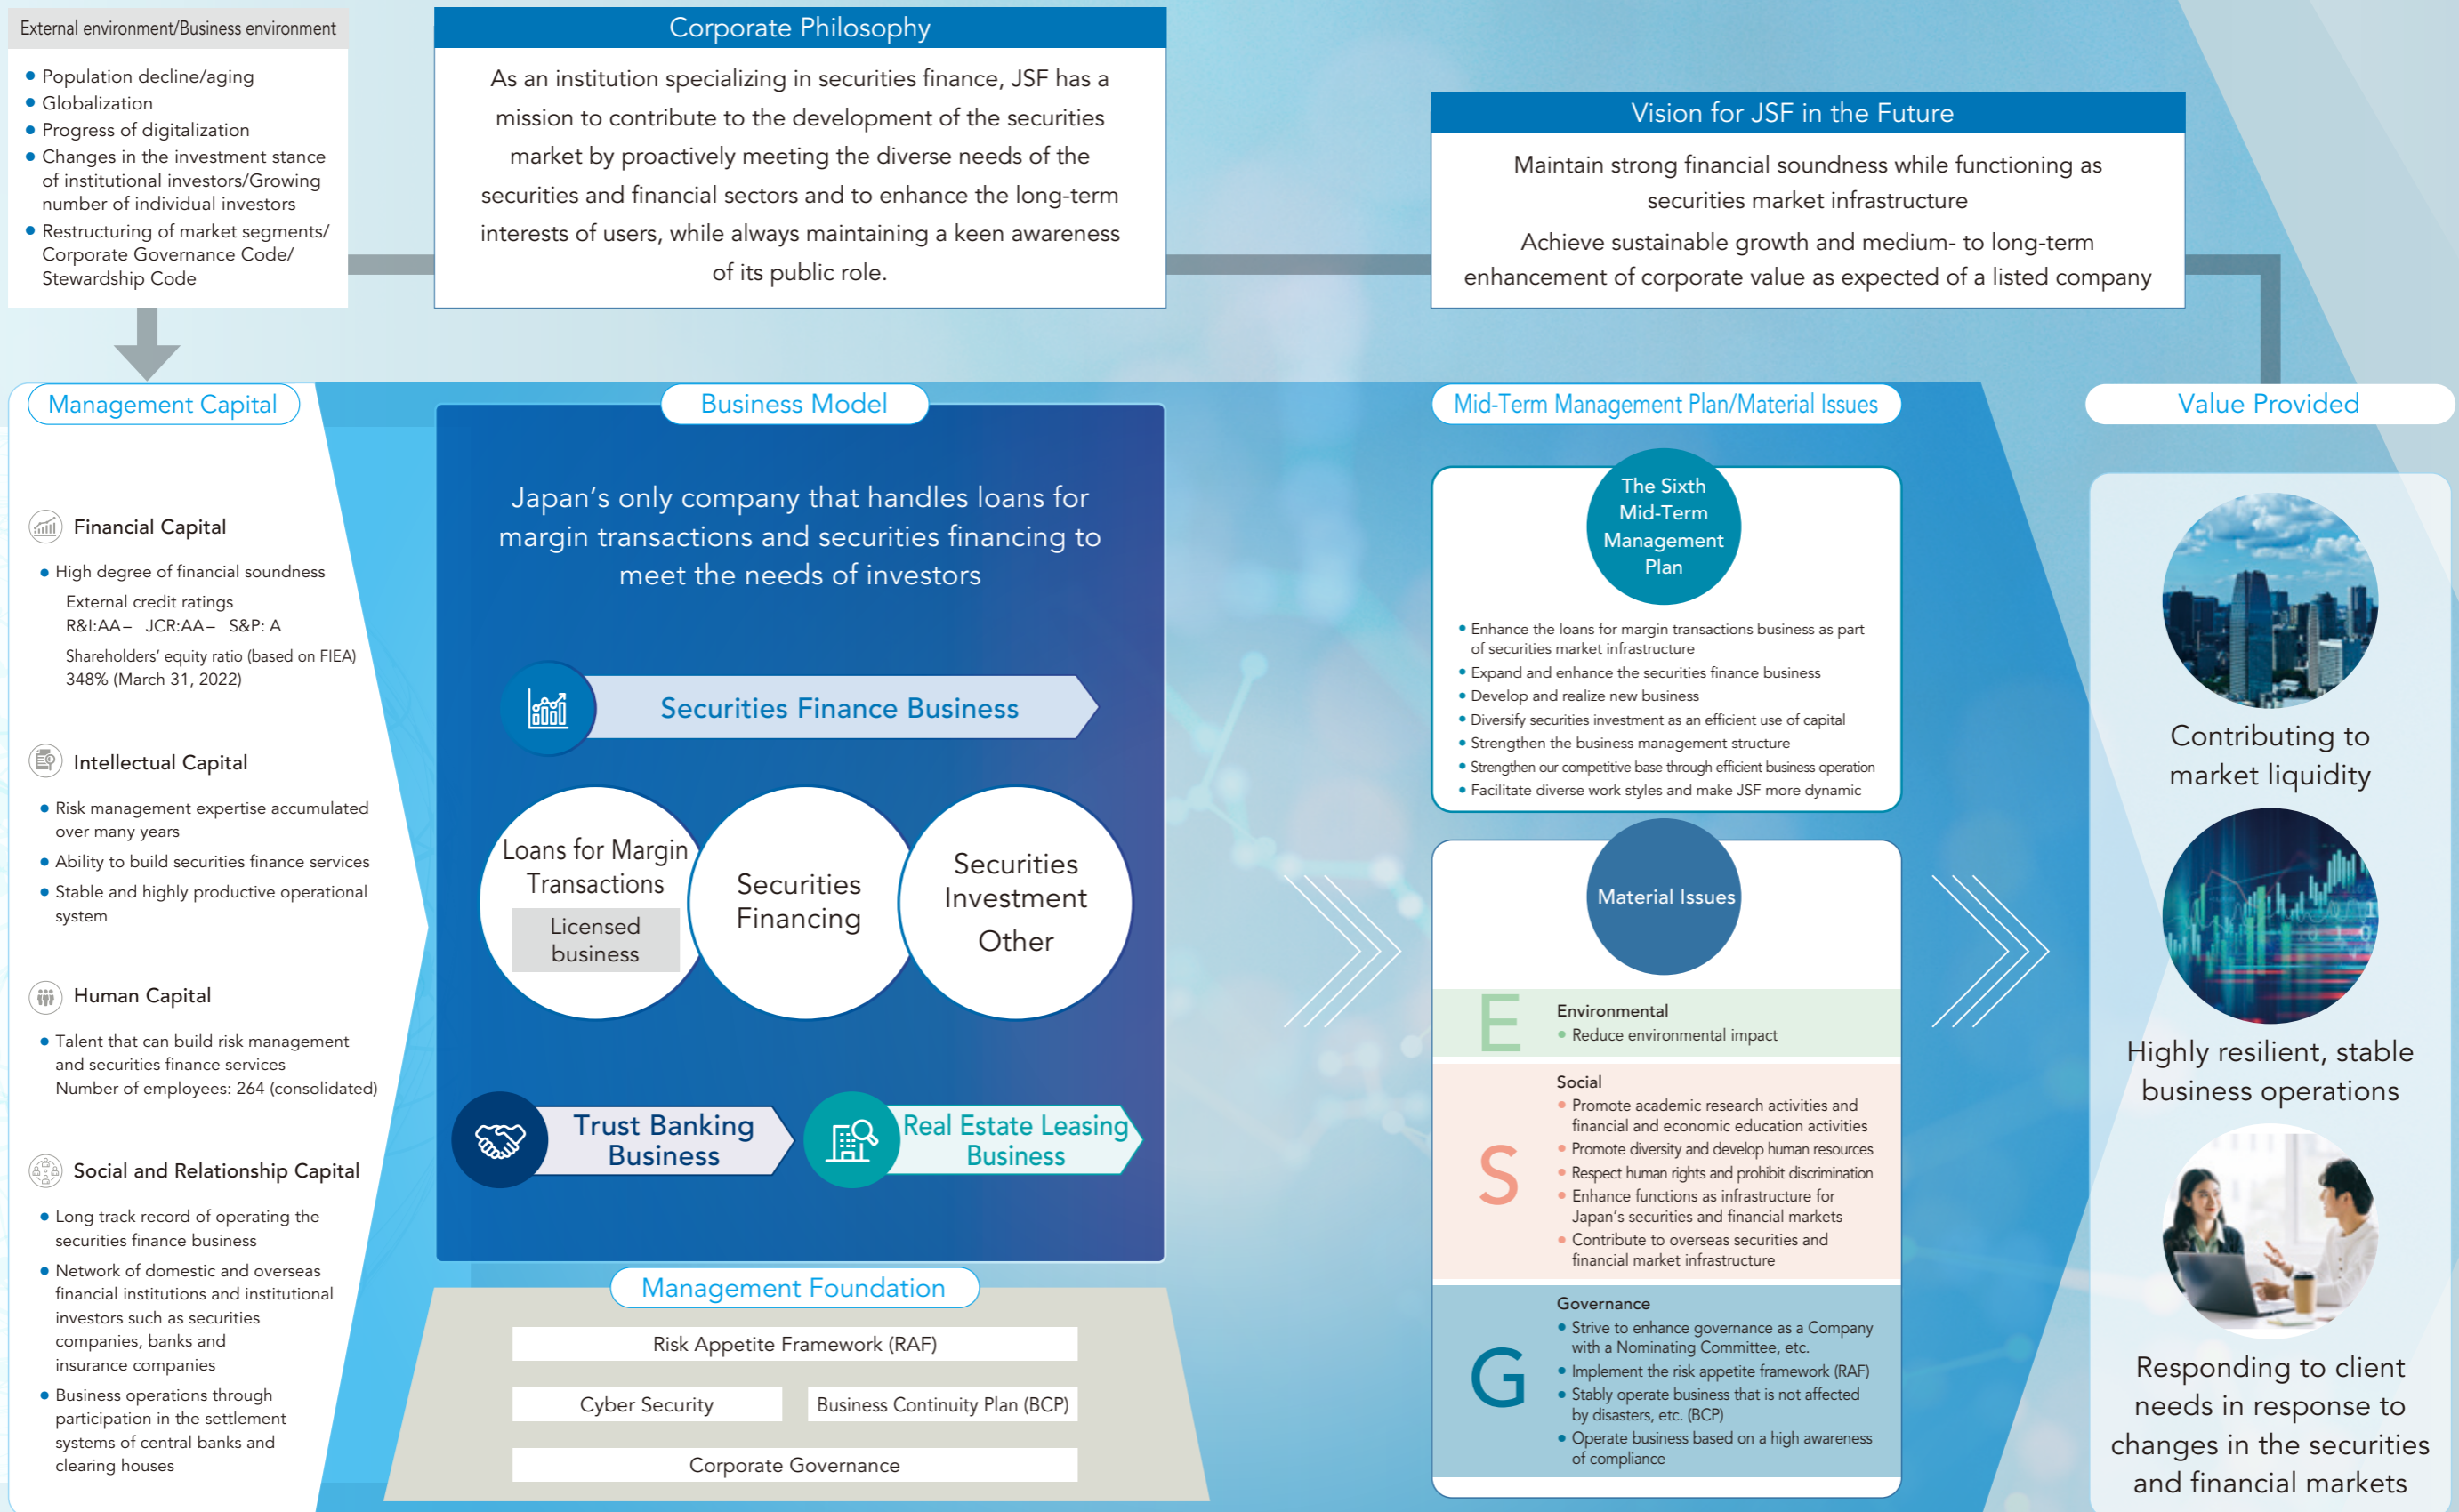 External environment/Business environment
• Population decline/aging
• Globalization
• Progress of digitalization
• Changes in the investment stance
of institutional investors/Growing
number of individual investors
• Restructuring of market segments/
Corporate Governance Code/
Stewardship Code
Corporate Philosophy
As an institution specializing in securities finance, JSF has a
mission to contribute to the development of the securities
market by proactively meeting the diverse needs of the
securities and financial sectors and to enhance the long-term
interests of users, while always maintaining a keen awareness
of its public role.
Vision for JSF in the Future
Maintain strong financial soundness while functioning as
securities market infrastructure
Achieve sustainable growth and medium- to long-term
enhancement of corporate value as expected of a listed company
Management Capital
Financial Capital
• High degree of financial soundness
External credit ratings
R&I:AA– JCR:AA– S&P: A
Shareholders' equity ratio (based on FIEA)
348% (March 31, 2022)
Intellectual Capital
• Risk management expertise accumulated
over many years
• Ability to build securities finance services
• Stable and highly productive operational
system
Human Capital
• Talent that can build risk management
and securities finance services
Number of employees: 264 (consolidated)
Social and Relationship Capital
• Long track record of operating the
securities finance business
• Network of domestic and overseas
financial institutions and institutional
investors such as securities
companies, banks and
insurance companies
• Business operations through
participation in the settlement
systems of central banks and
clearing houses
Business Model
Japan's only company that handles loans for
margin transactions and securities financing to
meet the needs of investors
Securities Finance Business
Loans for Margin
Transactions
Licensed
business
Securities
Financing
Securities
Investment
Other
Trust Banking
Business
Real Estate Leasing
Business
Management Foundation
Risk Appetite Framework (RAF)
Cyber Security
Business Continuity Plan (BCP)
Corporate Governance
Mid-Term Management Plan/Material Issues
The Sixth
Mid-Term
Management
Plan
• Enhance the loans for margin transactions business as part
of securities market infrastructure
• Expand and enhance the securities finance business
• Develop and realize new business
• Diversify securities investment as an efficient use of capital
• Strengthen the business management structure
• Strengthen our competitive base through efficient business operation
• Facilitate diverse work styles and make JSF more dynamic
Material Issues
E
Environmental
• Reduce environmental impact
S
Social
• Promote academic research activities and
financial and economic education activities
• Promote diversity and develop human resources
• Respect human rights and prohibit discrimination
• Enhance functions as infrastructure for
Japan's securities and financial markets
• Contribute to overseas securities and
financial market infrastructure
G
Governance
• Strive to enhance governance as a Company
with a Nominating Committee, etc.
• Implement the risk appetite framework (RAF)
• Stably operate business that is not affected
by disasters, etc. (BCP)
• Operate business based on a high awareness
of compliance
Value Provided
Contributing to
market liquidity
Highly resilient, stable
business operations
Responding to client
needs in response to
changes in the securities
and financial markets